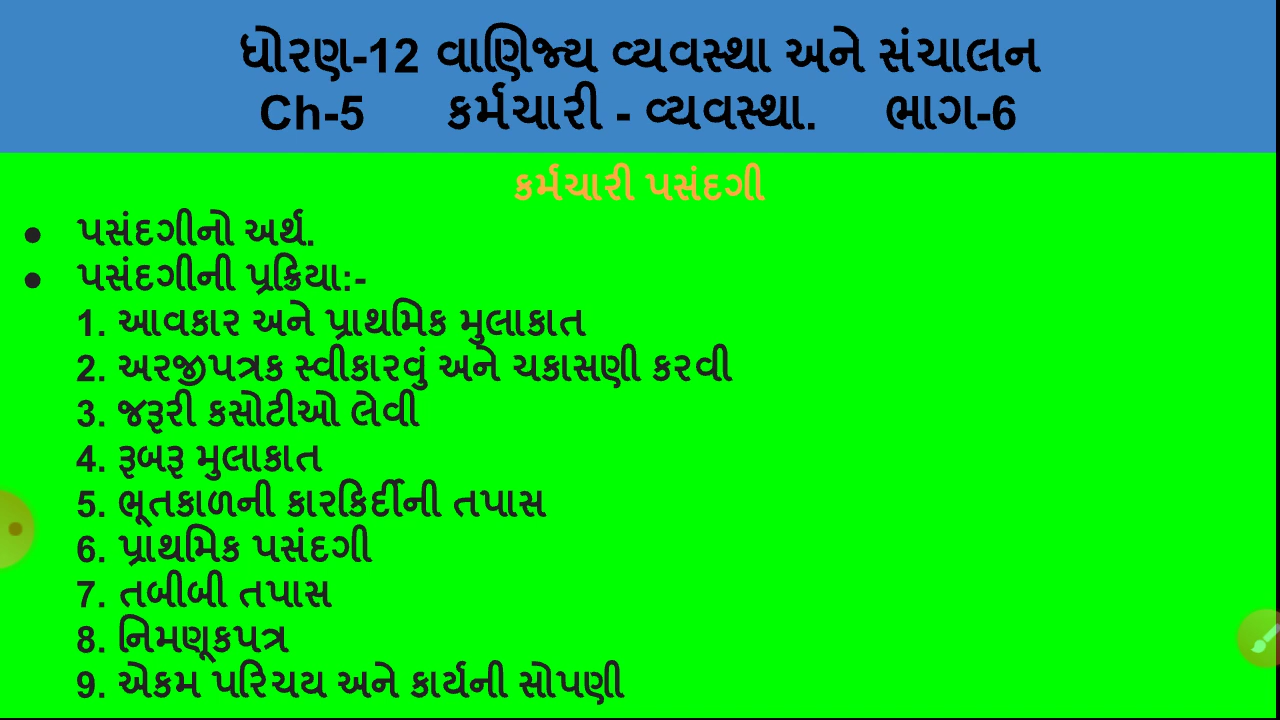 ધોરણ-12 વાણિજ્ય વ્યવસ્થા અને સંચાલન
Ch-5 કર્મચારી - વ્યવસ્થા. ભાગ-6
કર્મચારી પસંદગી
● પસંદગીનો અર્થ.
● પસંદગીની પ્રક્રિયા:-
1. આવકાર અને પ્રાથમિક મુલાકાત
2. અરજીપત્રક સ્વીકારવું અને ચકાસણી કરવી
3. જરૂરી કસોટીઓ લેવી
4. રૂબરૂ મુલાકાત
5. ભૂતકાળની કારકિર્દીની તપાસ
6. પ્રાથમિક પસંદગી
7. તબીબી તપાસ
8. નિમણૂકપત્ર
9. એકમ પરિચય અને કાર્યની સોપણી